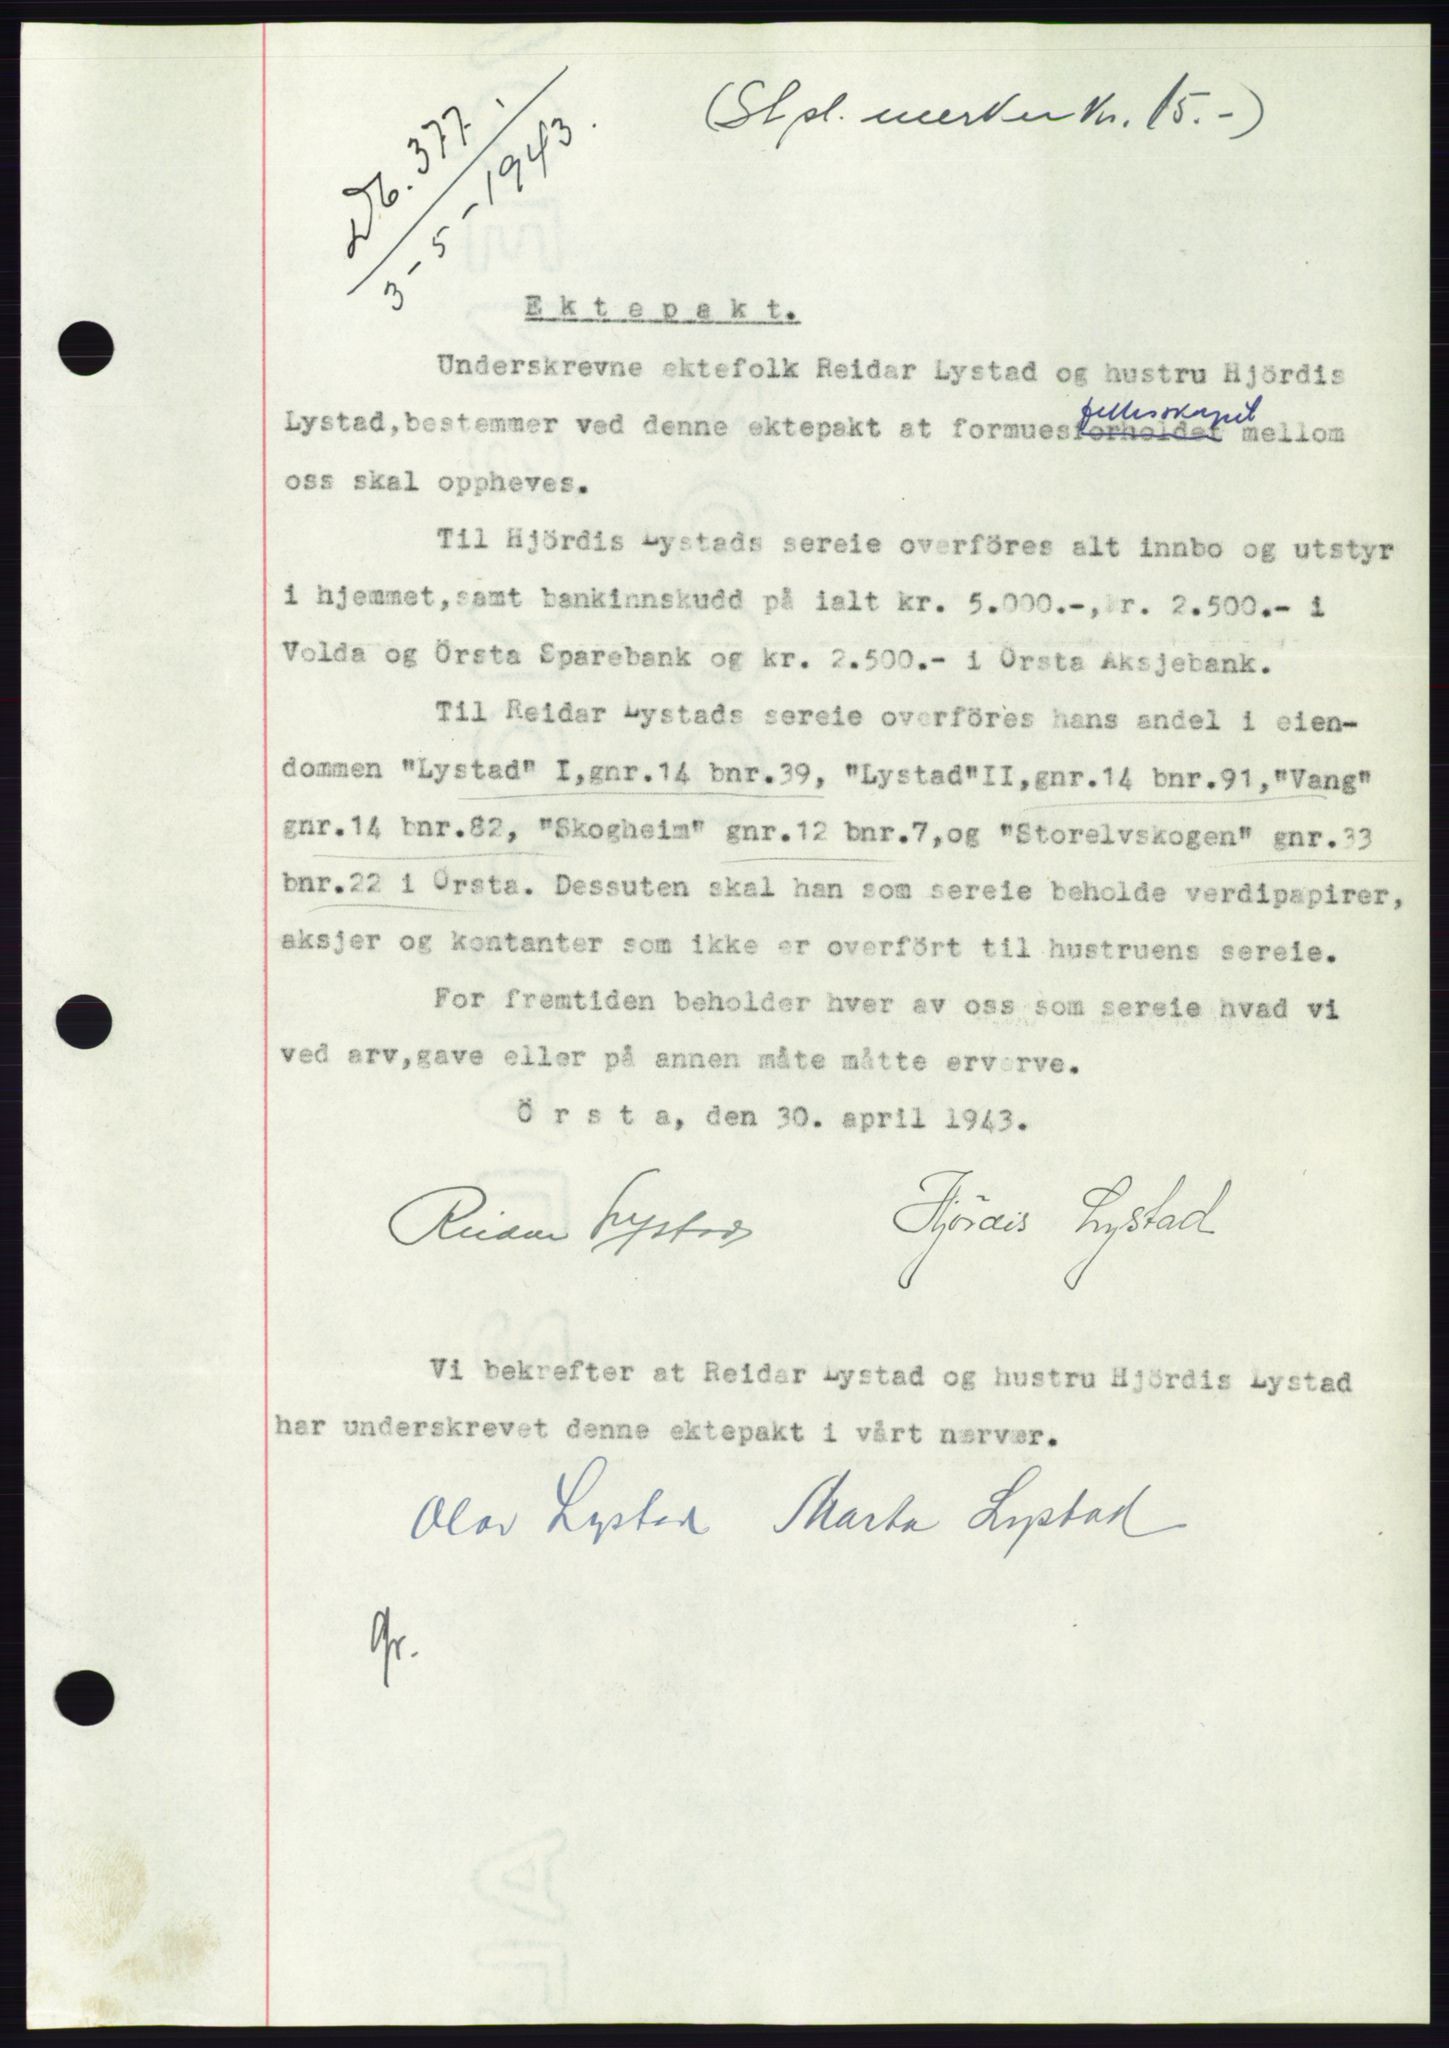 (Stpl. merker kr. 15.-)
Db. 377.
3-5-1943.
Ektepakt.
Underskrevne ektefolk Reidar Lystad og hustru Hjördis
fellesskapet
Lystad,bestemmer ved denne ektepakt at formuesforholdet mellom
oss skal oppheves.
Til Hjördis Lystads sereie overföres alt innbo og utstyr
i hjemmet,samt bankinnskudd på ialt kr. 5.000.-,kr. 2.500.- i
Volda og Örsta Sparebank og kr. 2.500.- i Örsta Aksjebank.
Til Reidar Lystads sereie overföres hans andel i eien-
dommen "Lystad" I,gnr.14 bnr.39, "Lystad"II,gnr.14 bnr.91,"Vang"
gnr.14 bnr.82, "Skogheim" gnr.12 bnr.7,og "Storelvskogen" gnr.33
bnr.22 i Örsta. Dessuten skal han som sereie beholde verdipapirer,
aksjer og kontanter som ikke er overfört til hustruens sereie.
For fremtiden beholder hver av oss som sereie hvad vi
ved arv,gave eller på annen måte måtte erverve.
Ö r s t a, den 30. april 1943.
Reidar Lystad Hjördis Lystad
Vi bekrefter at Reidar Lystad og hustru Hjördis Lystad
har underskrevet denne ektepakt i vårt nærvær.
Olav Lystad Marta Lystad
Gr.